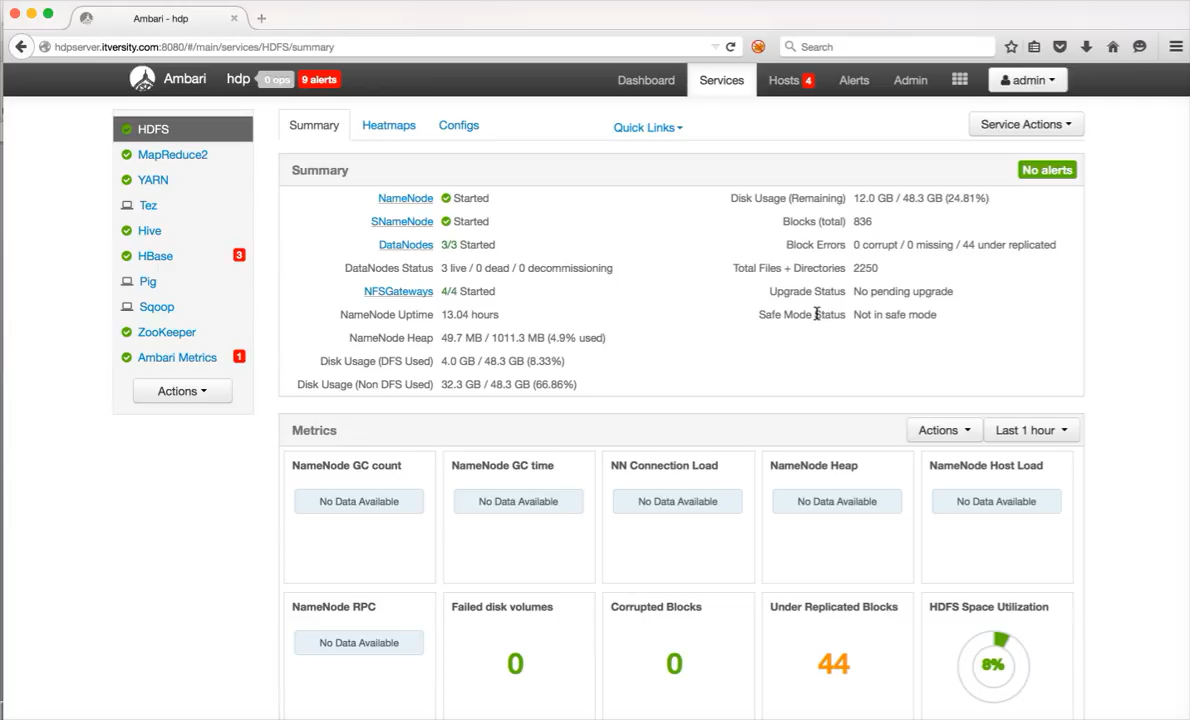 Ambari - hdp
hdpserver.itversity.com:8080/#/main/services/HDFS/summary
Search
Ambari hdp 0 ops 9 alerts Dashboard Services Hosts 4 Alerts Admin admin
HDFS
MapReduce2
YARN
Tez
Hive
HBase 3
Pig
Sqoop
ZooKeeper
Ambari Metrics 1
Actions
Summary Heatmaps Configs Quick Links Service Actions
Summary No alerts
NameNode Started
SNameNode Started
DataNodes 3/3 Started
DataNodes Status 3 live / 0 dead / 0 decommissioning
NFSGateways 4/4 Started
NameNode Uptime 13.04 hours
NameNode Heap 49.7 MB / 1011.3 MB (4.9% used)
Disk Usage (DFS Used) 4.0 GB / 48.3 GB (8.33%)
Disk Usage (Non DFS Used) 32.3 GB / 48.3 GB (66.86%)
Disk Usage (Remaining) 12.0 GB / 48.3 GB (24.81%)
Blocks (total) 836
Block Errors 0 corrupt / 0 missing / 44 under replicated
Total Files + Directories 2250
Upgrade Status No pending upgrade
Safe Mode Status Not in safe mode
Metrics Actions Last 1 hour
NameNode GC count NameNode GC time NN Connection Load NameNode Heap NameNode Host Load
No Data Available No Data Available No Data Available No Data Available No Data Available
NameNode RPC Failed disk volumes Corrupted Blocks Under Replicated Blocks HDFS Space Utilization
No Data Available 0 0 44 8%